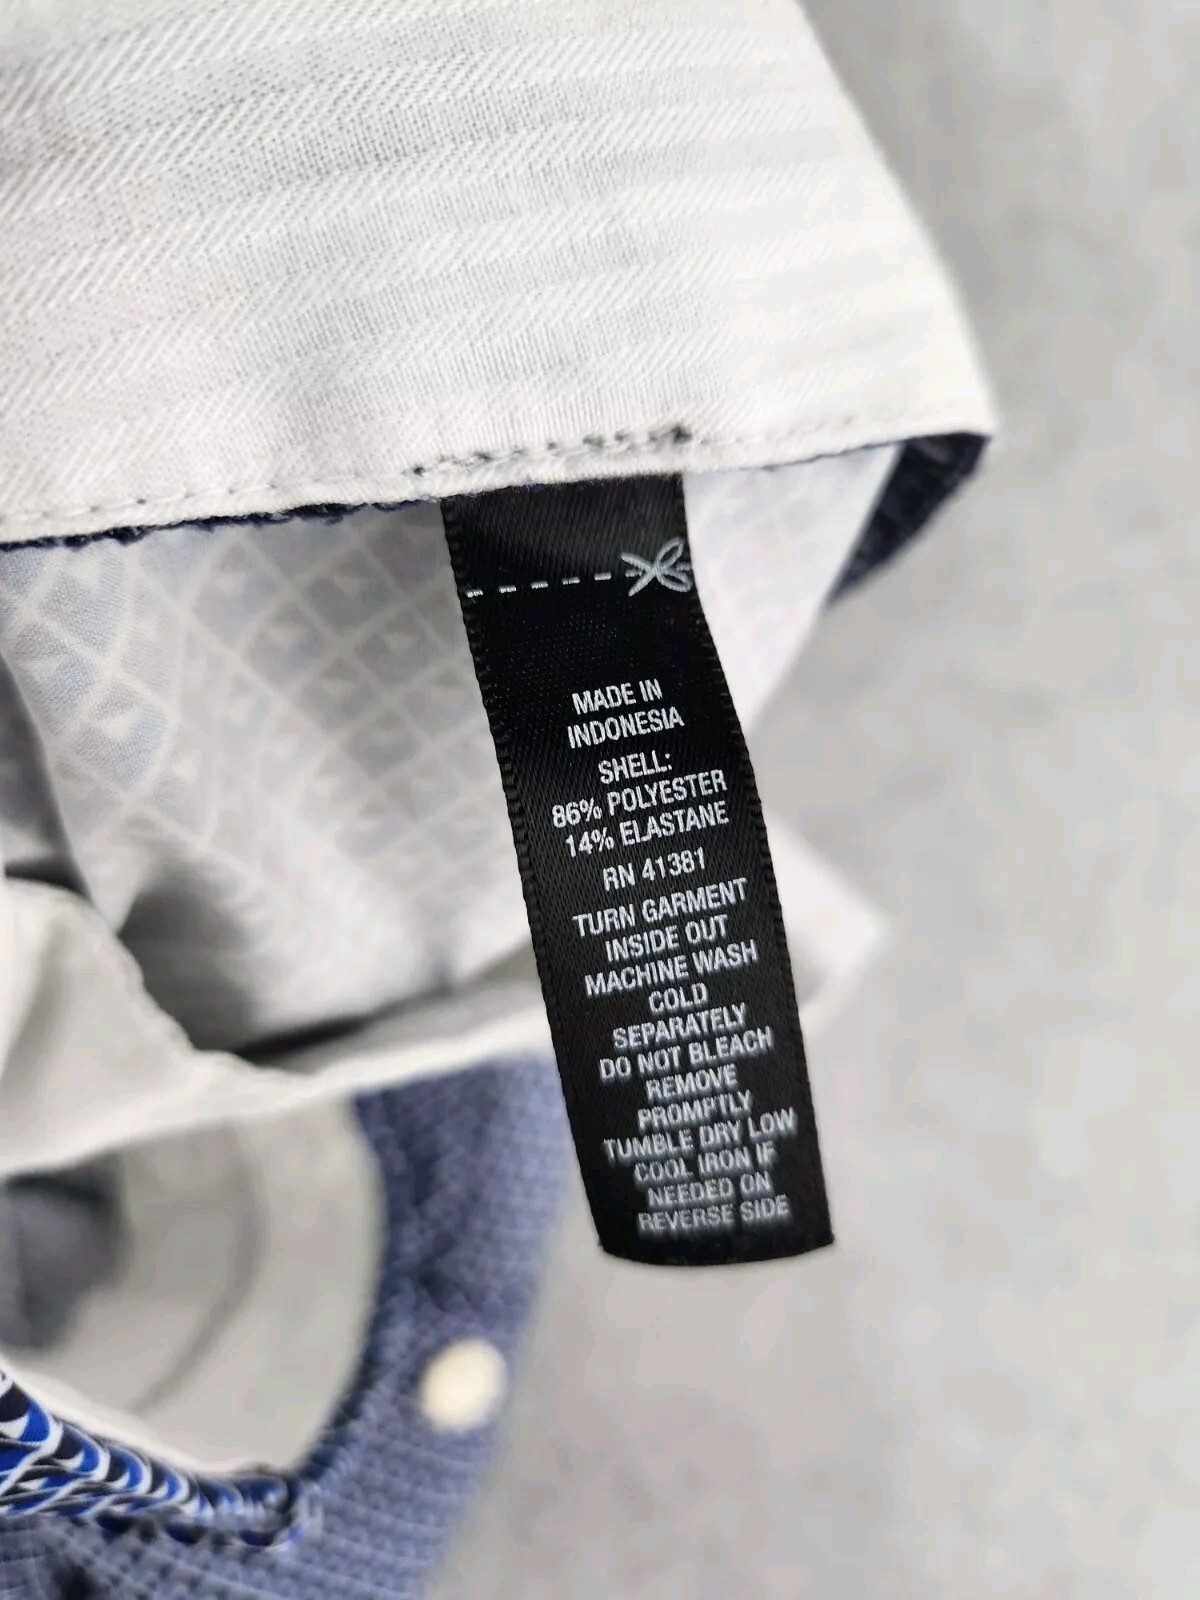 MADE IN
INDONESIA
SHELL:
86% POLYESTER
14% ELASTANE
RN 41381
TURN GARMENT
INSIDE OUT
MACHINE WASH
COLD
SEPARATELY
DO NOT BLEACH
REMOVE
PROMPTLY
TUMBLE DRY LOW
COOL IRON IF
NEEDED ON
REVERSE SIDE